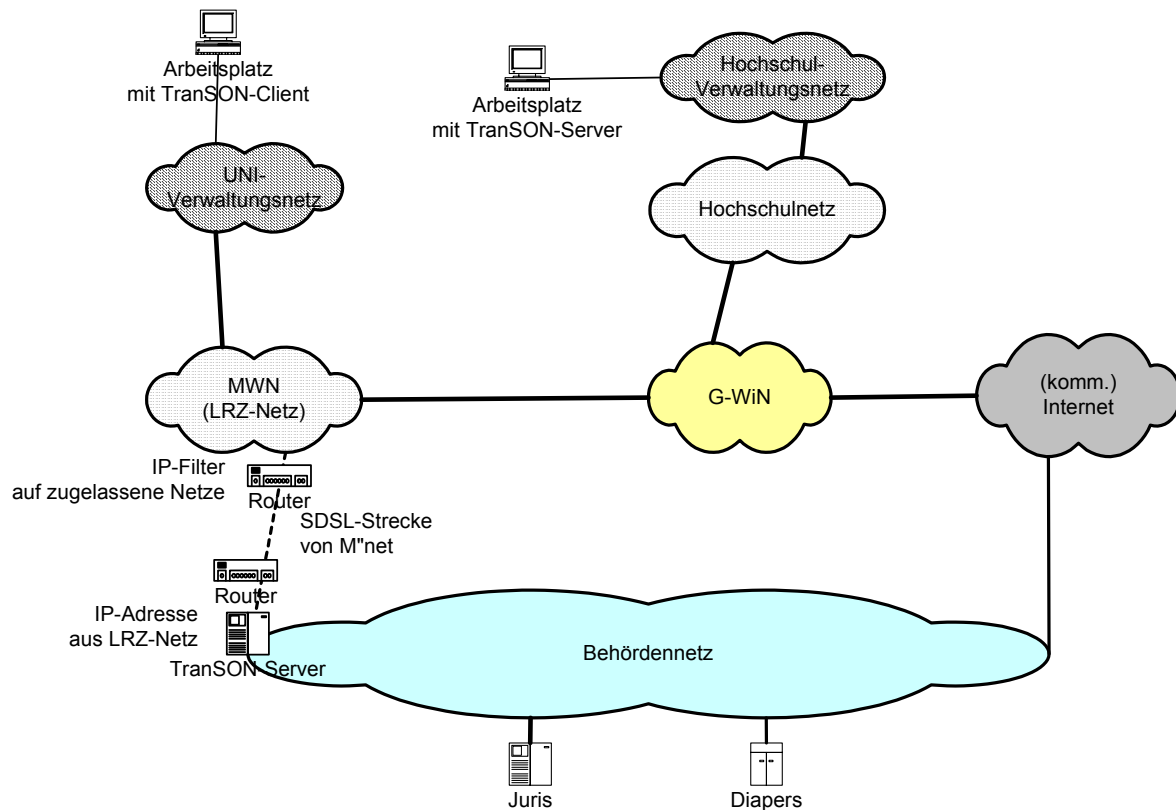 Arbeitsplatz
mit TranSON-Client
Arbeitsplatz
mit TranSON-Server
Hochschul-
Verwaltungsnetz
UNI-
Verwaltungsnetz
Hochschulnetz
MWN
(LRZ-Netz)
G-WiN
(komm.)
Internet
IP-Filter
auf zugelassene Netze
Router
SDSL-Strecke
von M"net
Router
IP-Adresse
aus LRZ-Netz
TranSON-Server
Behördennetz
Juris
Diapers